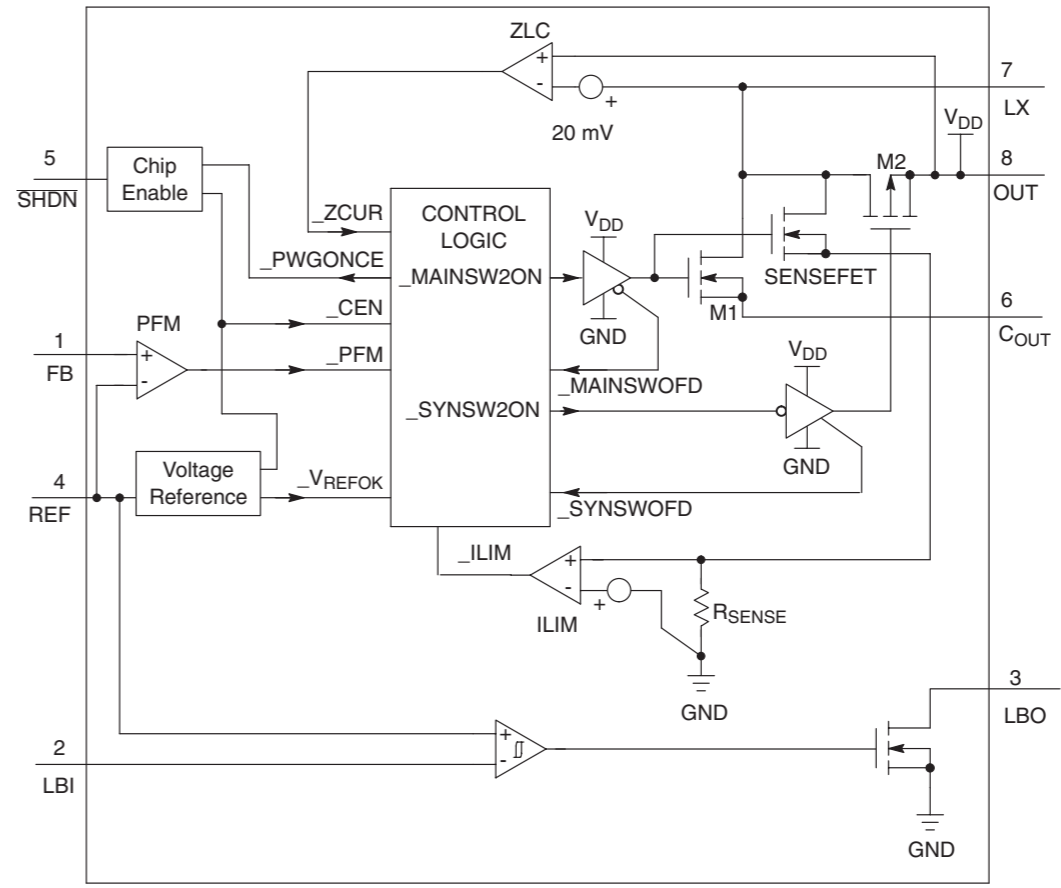 ZLC
+
-
+
20 mV
7
LX
VDD
M2
8
OUT
5
SHDN
Chip
Enable
_ZCUR
CONTROL
LOGIC
VDD
_PWGONCE
_MAINSW2ON
SENSEFET
M1
GND
6
COUT
_CEN
PFM
1
FB
+
-
_PFM
_MAINSWOFD
VDD
_SYNSW2ON
GND
4
REF
Voltage
Reference
_VREFOK
_SYNSWOFD
_ILIM
+
-
+
ILIM
RSENSE
GND
3
LBO
2
LBI
+
-
GND